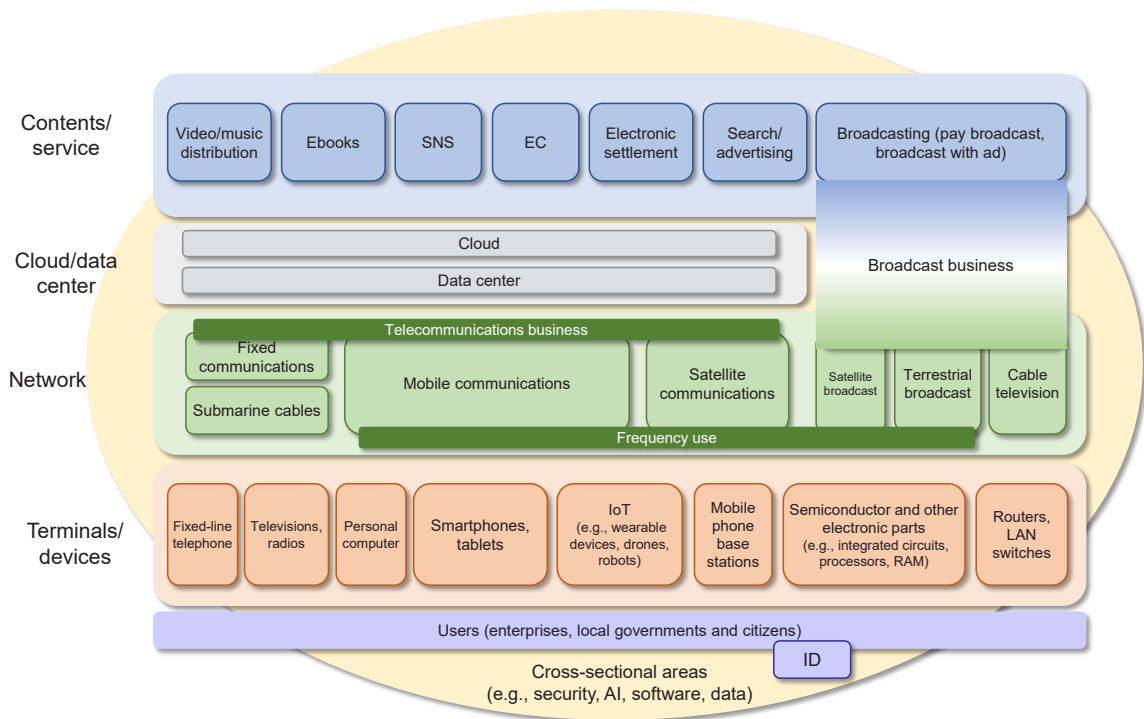 Contents/
service
Video/music
distribution
Ebooks
SNS
EC
Electronic
settlement
Search/
advertising
Broadcasting (pay broadcast,
broadcast with ad)
Cloud/data
center
Cloud
Data center
Broadcast business
Network
Telecommunications business
Fixed
communications
Submarine cables
Mobile communications
Satellite
communications
Satellite
broadcast
Terrestrial
broadcast
Cable
television
Frequency use
Terminals/
devices
Fixed-line
telephone
Televisions,
radios
Personal
computer
Smartphones,
tablets
IoT
(e.g., wearable
devices, drones,
robots)
Mobile
phone
base
stations
Semiconductor and other
electronic parts
(e.g., integrated circuits,
processors, RAM)
Routers,
LAN
switches
Users (enterprises, local governments and citizens)
ID
Cross-sectional areas
(e.g., security, AI, software, data)